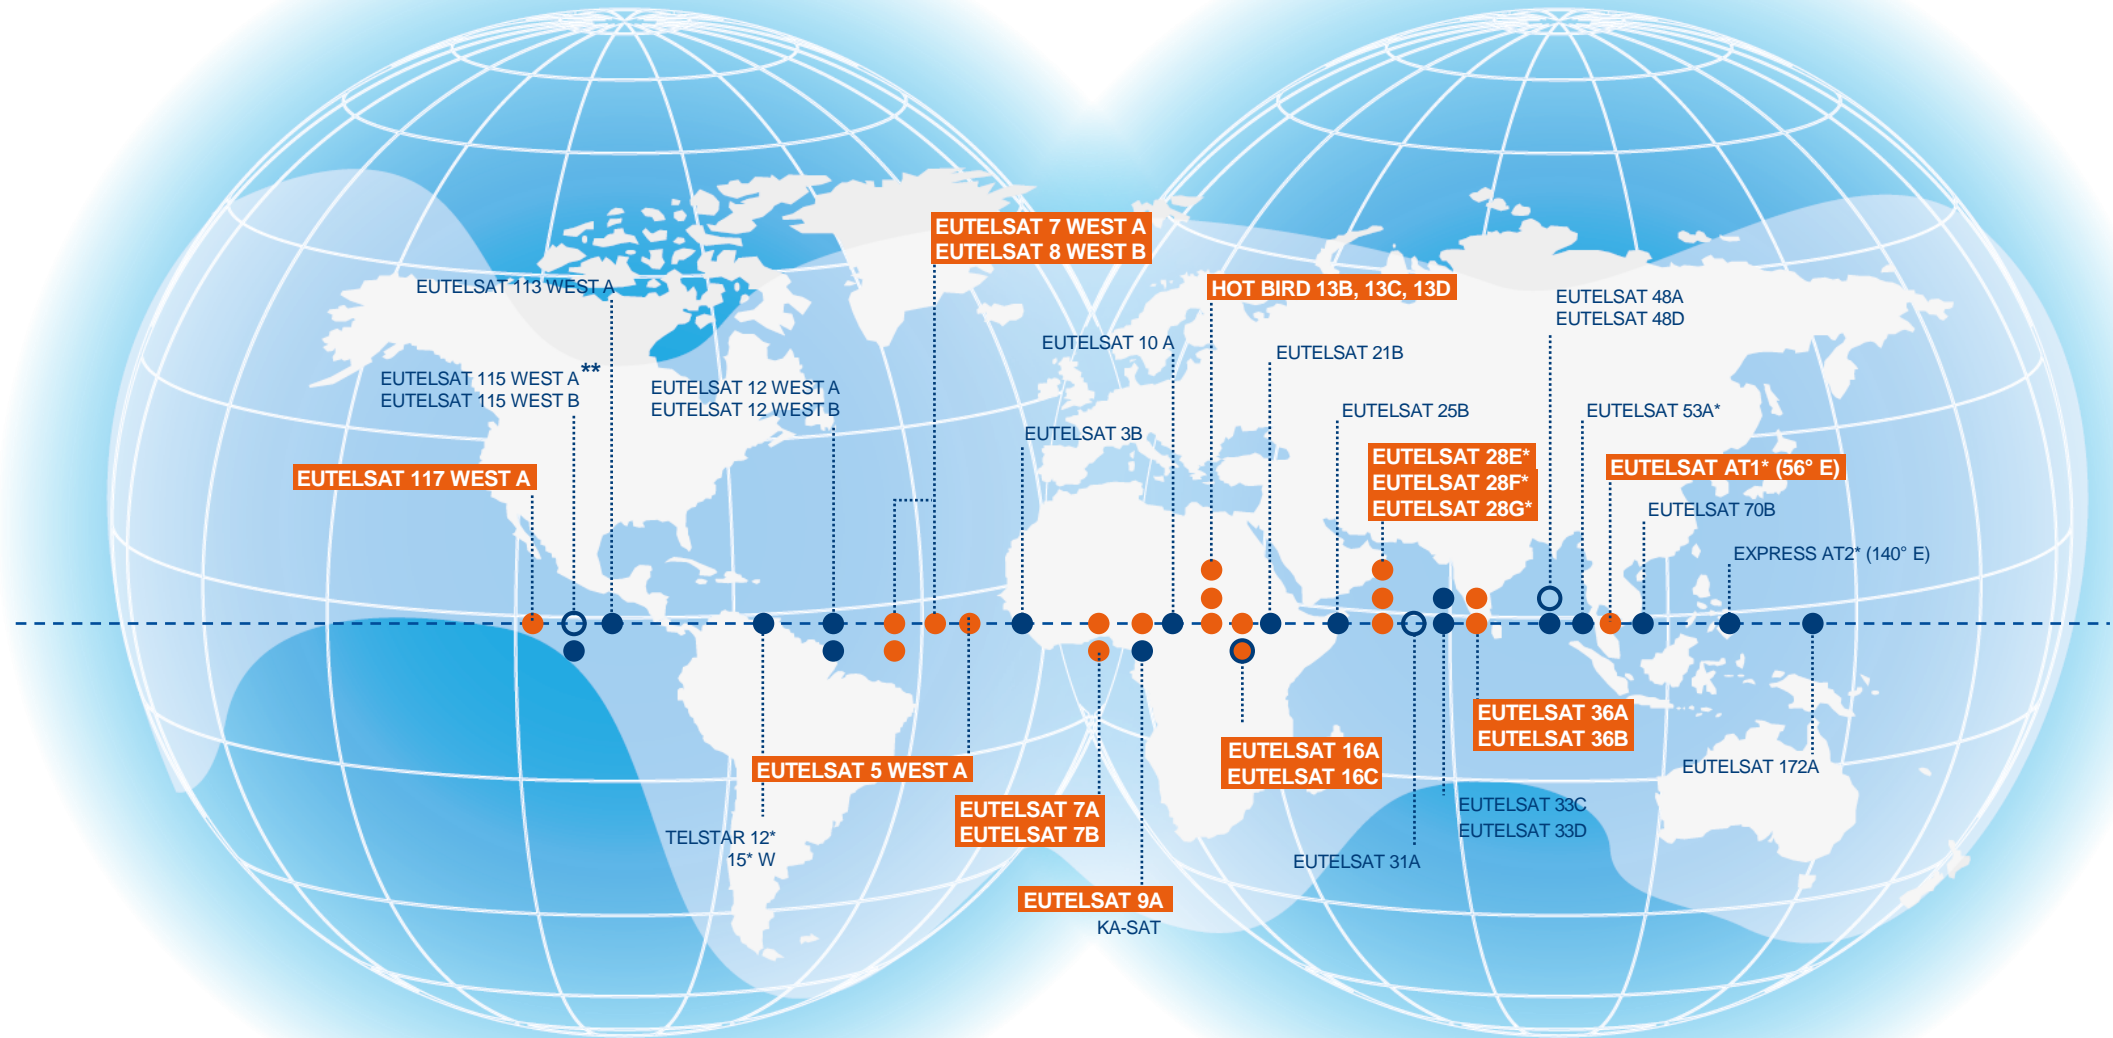 EUTELSAT 7 WEST A
EUTELSAT 8 WEST B
EUTELSAT 113 WEST A
HOT BIRD 13B, 13C, 13D
EUTELSAT 48A
EUTELSAT 48D
EUTELSAT 10 A
EUTELSAT 21B
EUTELSAT 115 WEST A**
EUTELSAT 115 WEST B
EUTELSAT 12 WEST A
EUTELSAT 12 WEST B
EUTELSAT 25B
EUTELSAT 53A*
EUTELSAT 3B
EUTELSAT 28E*
EUTELSAT 28F*
EUTELSAT 28G*
EUTELSAT AT1* (56° E)
EUTELSAT 117 WEST A
EUTELSAT 70B
EXPRESS AT2* (140° E)
EUTELSAT 36A
EUTELSAT 36B
EUTELSAT 16A
EUTELSAT 16C
EUTELSAT 5 WEST A
EUTELSAT 172A
EUTELSAT 7A
EUTELSAT 7B
EUTELSAT 33C
EUTELSAT 33D
TELSTAR 12*
15* W
EUTELSAT 31A
EUTELSAT 9A
KA-SAT